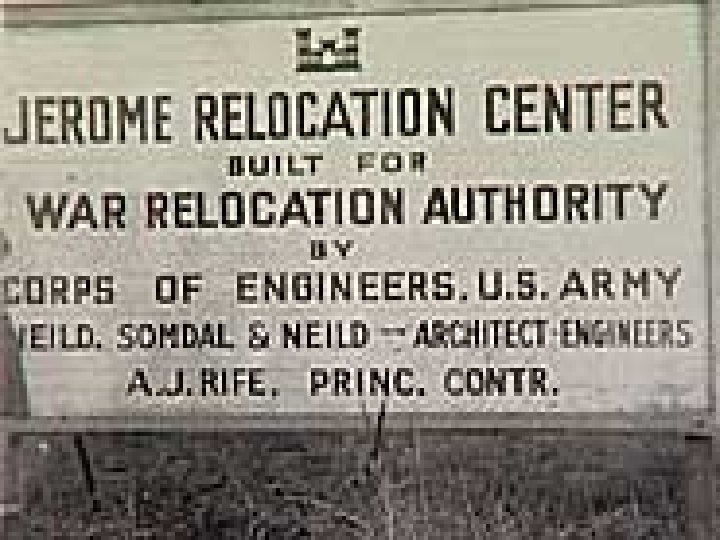 JEROME RELOCATION CENTER
BUILT FOR
WAR RELOCATION AUTHORITY
BY
CORPS OF ENGINEERS. U.S. ARMY
NEILD. SOMDAL & NEILD — ARCHITECT-ENGINEERS
A.J.RIFE. PRINC. CONTR.